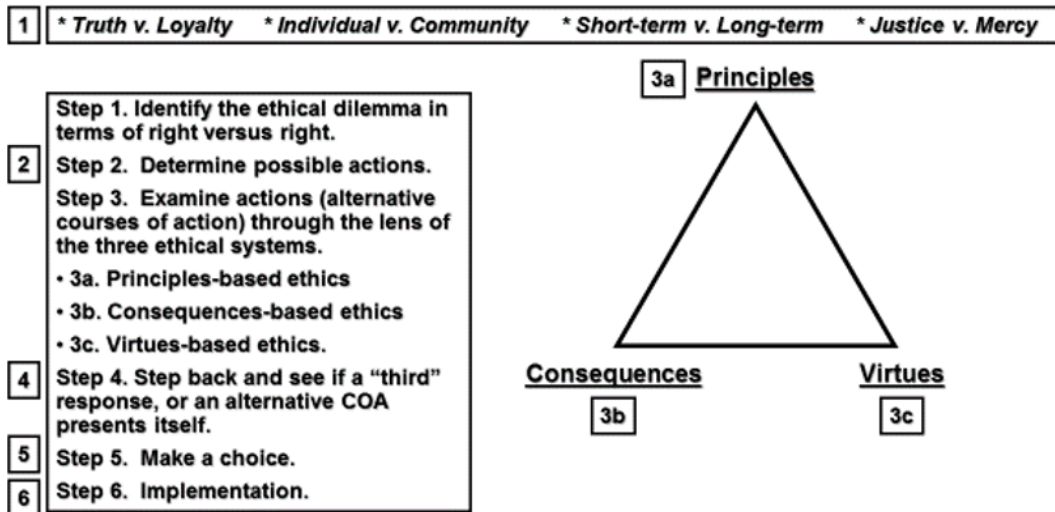 1 * Truth v. Loyalty * Individual v. Community * Short-term v. Long-term * Justice v. Mercy
Step 1. Identify the ethical dilemma in
terms of right versus right.
2 Step 2. Determine possible actions.
Step 3. Examine actions (alternative
courses of action) through the lens of
the three ethical systems.
• 3a. Principles-based ethics
• 3b. Consequences-based ethics
• 3c. Virtues-based ethics.
4 Step 4. Step back and see if a “third”
response, or an alternative COA
presents itself.
5 Step 5. Make a choice.
6 Step 6. Implementation.
3a Principles
Consequences
3b
Virtues
3c